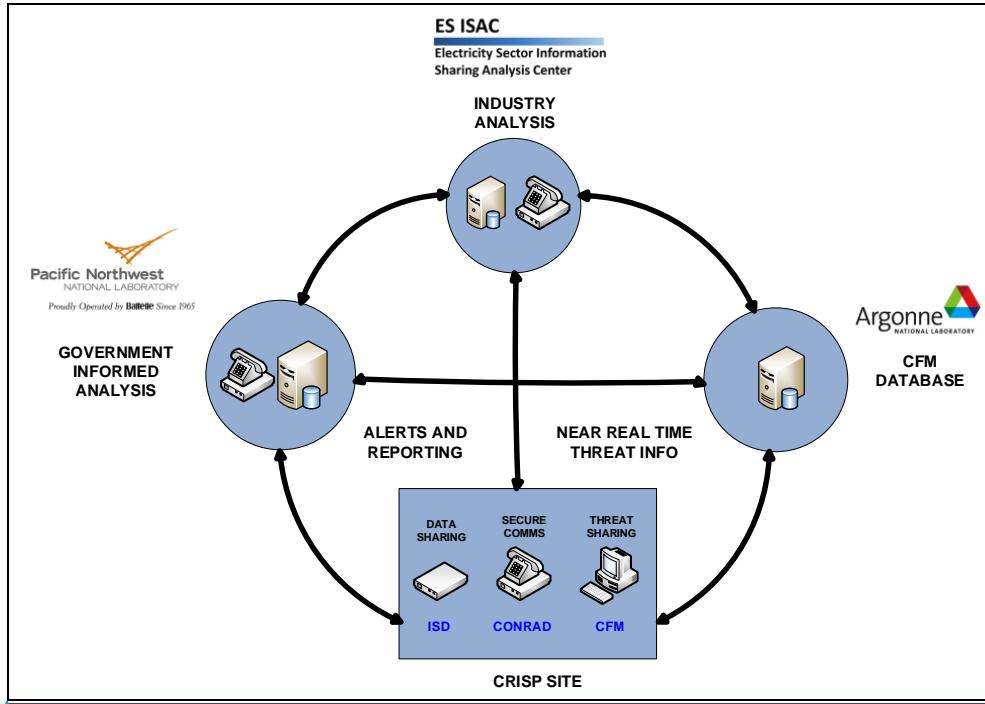 ES ISAC
Electricity Sector Information
Sharing Analysis Center
INDUSTRY
ANALYSIS
Pacific Northwest
NATIONAL LABORATORY
Proudly Operated by Battelle Since 1965
GOVERNMENT
INFORMED
ANALYSIS
Argonne
NATIONAL LABORATORY
CFM
DATABASE
ALERTS AND
REPORTING
NEAR REAL TIME
THREAT INFO
DATA
SHARING
SECURE
COMMS
THREAT
SHARING
ISD
CONRAD
CFM
CRISP SITE